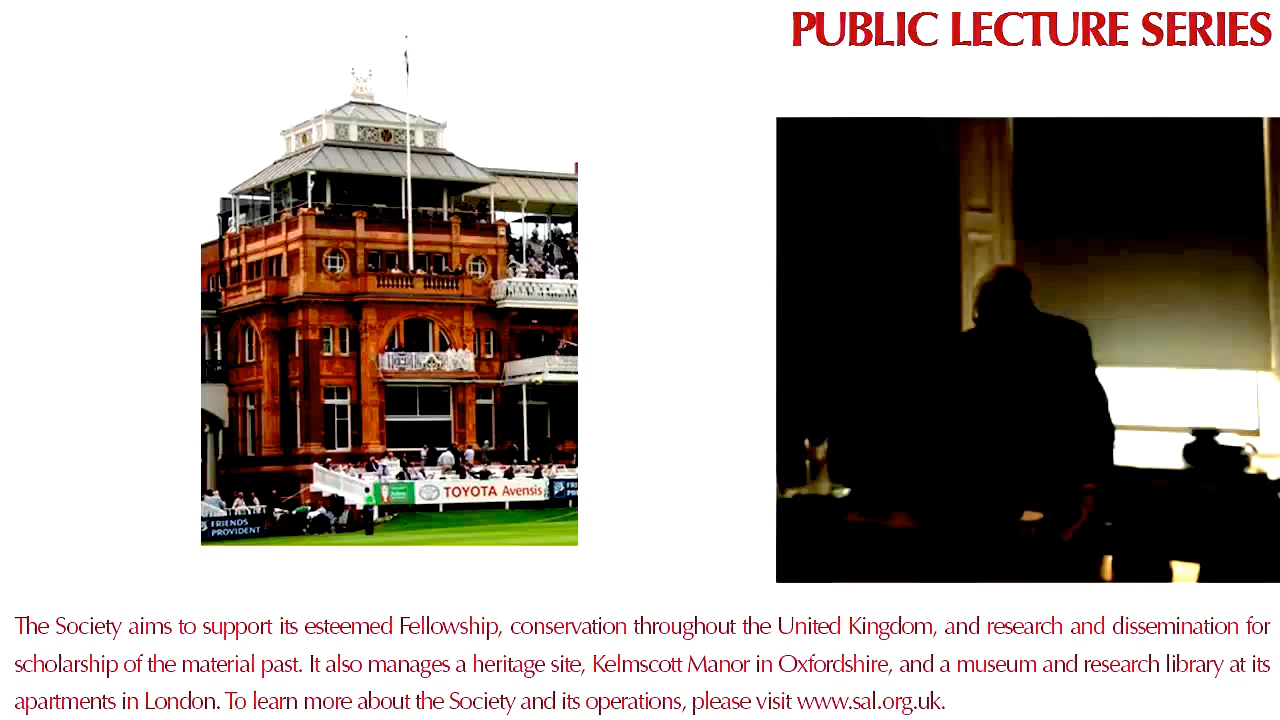 PUBLIC LECTURE SERIES
TOYOTA Avensis
FRIENDS
PROVIDENT
The Society aims to support its esteemed Fellowship, conservation throughout the United Kingdom, and research and dissemination for
scholarship of the material past. It also manages a heritage site, Kelmscott Manor in Oxfordshire, and a museum and research library at its
apartments in London. To learn more about the Society and its operations, please visit www.sal.org.uk.